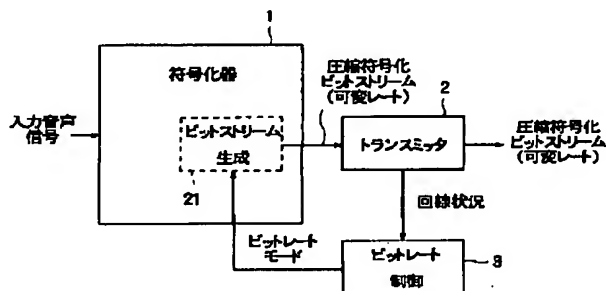 1
符号化器
圧縮符号化
ビットストリーム
(可変レート)
2
入力音声
信号
ビットストリーム
生成
トランスミッタ
圧縮符号化
ビットストリーム
(可変レート)
21
回線状況
ビットレート
モード
ビットレート
制御
3